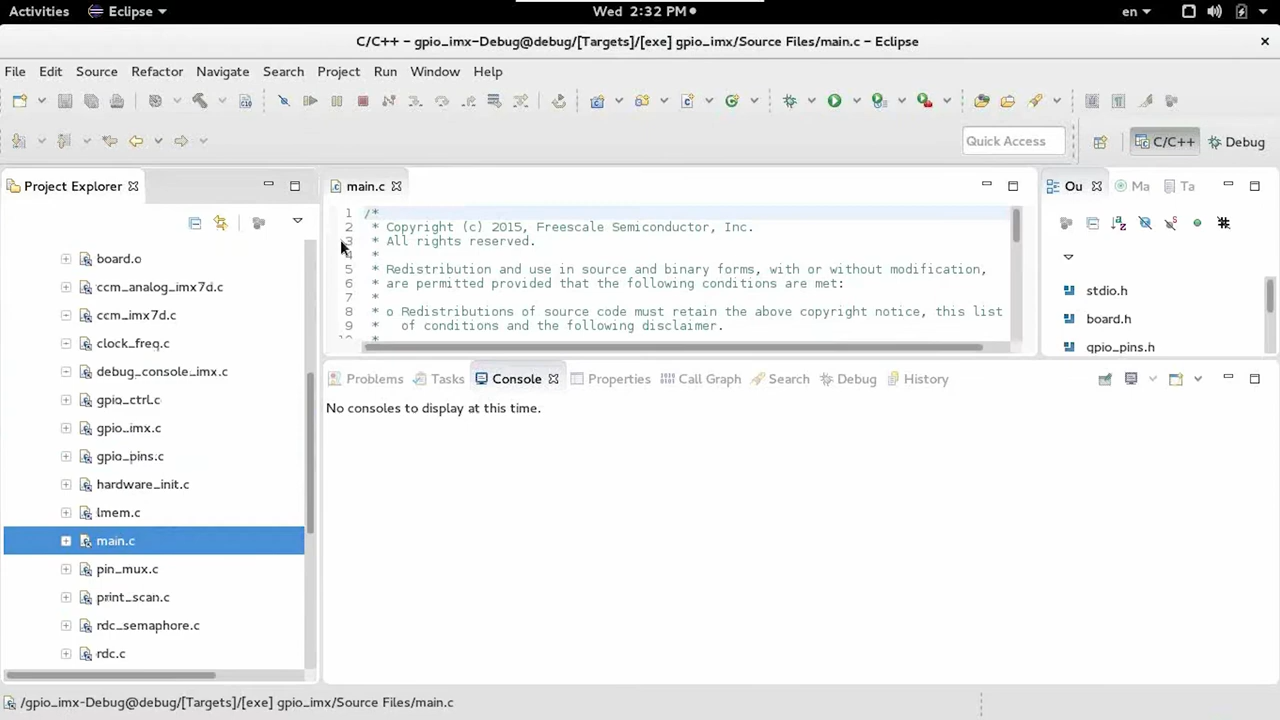 Activities Eclipse Wed 2:32 PM en
C/C++ – gpio_imx-Debug@debug/[Targets]/[exe] gpio_imx/Source Files/main.c – Eclipse
File Edit Source Refactor Navigate Search Project Run Window Help
Quick Access C/C++ Debug
Project Explorer main.c Ou Ma Ta
1 /*
2 * Copyright (c) 2015, Freescale Semiconductor, Inc.
3 * All rights reserved.
4 *
5 * Redistribution and use in source and binary forms, with or without modification,
6 * are permitted provided that the following conditions are met:
7 *
8 * o Redistributions of source code must retain the above copyright notice, this list
9 *   of conditions and the following disclaimer.
10 *
stdio.h
board.h
gpio_pins.h
board.o
ccm_analog_imx7d.c
ccm_imx7d.c
clock_freq.c
debug_console_imx.c
gpio_ctrl.c
gpio_imx.c
gpio_pins.c
hardware_init.c
lmem.c
main.c
pin_mux.c
print_scan.c
rdc_semaphore.c
rdc.c
Problems Tasks Console Properties Call Graph Search Debug History
No consoles to display at this time.
/gpio_imx-Debug@debug/[Targets]/[exe] gpio_imx/Source Files/main.c